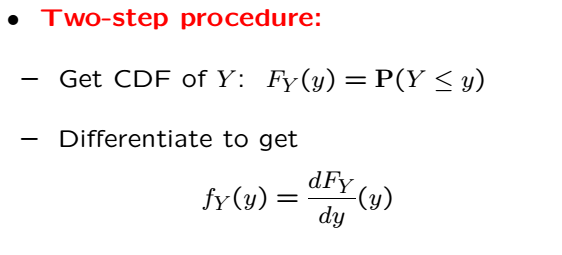 • Two-step procedure:
– Get CDF of Y: F_Y(y) = P(Y ≤ y)
– Differentiate to get
f_Y(y) = dF_Y/dy (y)